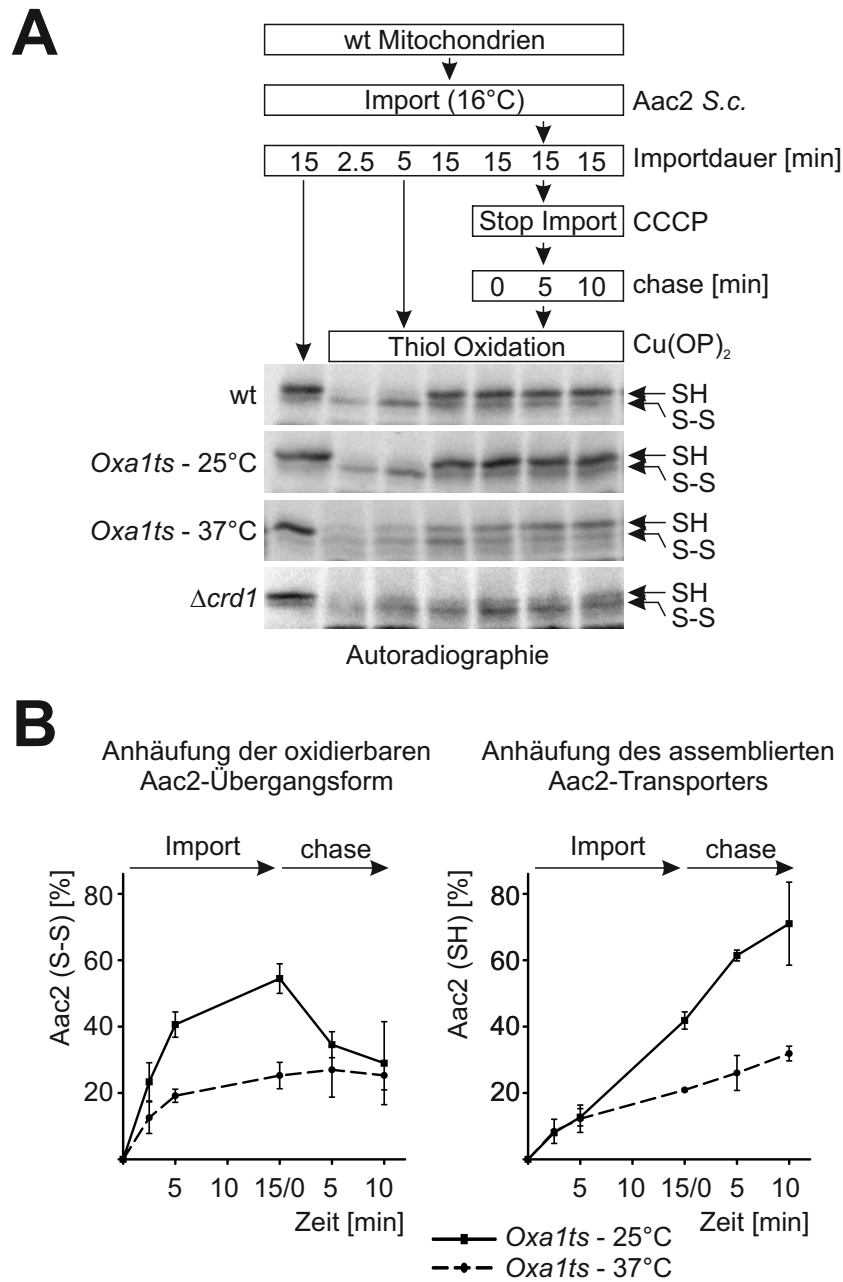 A
wt Mitochondrien
Import (16°C) Aac2 S.c.
15 2.5 5 15 15 15 15 Importdauer [min]
Stop Import CCCP
0 5 10 chase [min]
Thiol Oxidation Cu(OP)₂
wt SH
S-S
Oxa1ts - 25°C SH
S-S
Oxa1ts - 37°C SH
S-S
Δcrd1 SH
S-S
Autoradiographie
B
Anhäufung der oxidierbaren
Aac2-Übergangsform
Import chase
Aac2 (S-S) [%]
80
60
40
20
5 10 15/0 5 10
Zeit [min]
Anhäufung des assemblierten
Aac2-Transporters
Import chase
Aac2 (SH) [%]
80
60
40
20
5 10 15/0 5 10
Zeit [min]
Oxa1ts - 25°C
Oxa1ts - 37°C